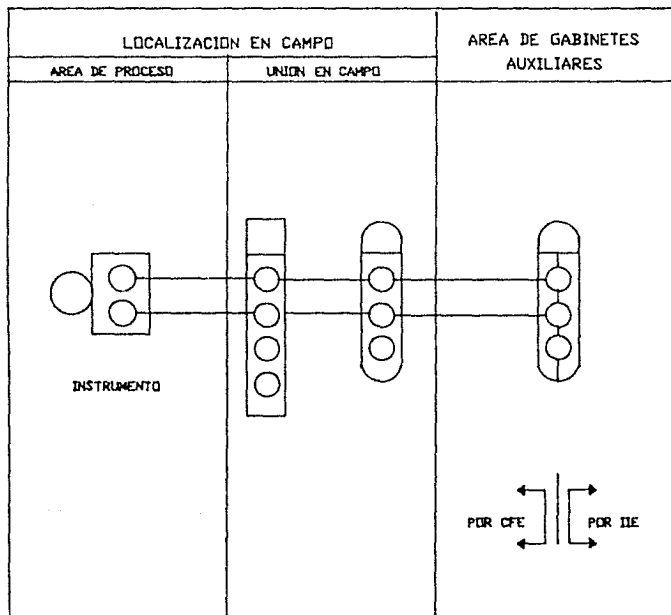 LOCALIZACION EN CAMPO
AREA DE GABINETES
AUXILIARES
AREA DE PROCESO
UNION EN CAMPO
INSTRUMENTO
POR CFE
POR IIE